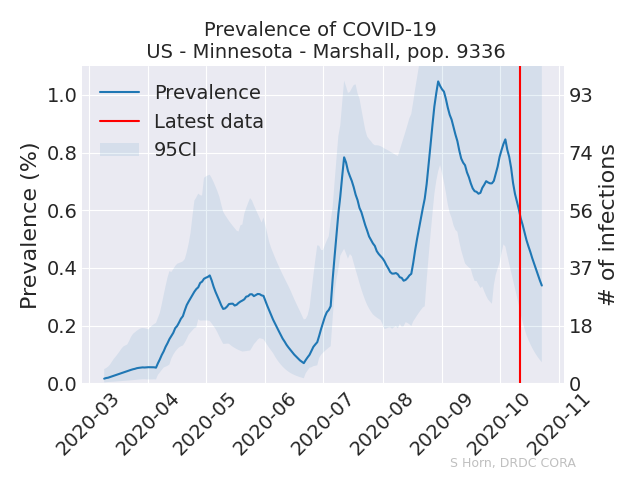 Prevalence of COVID-19
US - Minnesota - Marshall, pop. 9336
Prevalence
Latest data
95CI
Prevalence (%)
1.0
0.8
0.6
0.4
0.2
0.0
93
74
56
37
18
0
# of infections
2020-03
2020-04
2020-05
2020-06
2020-07
2020-08
2020-09
2020-10
2020-11
S Horn, DRDC CORA